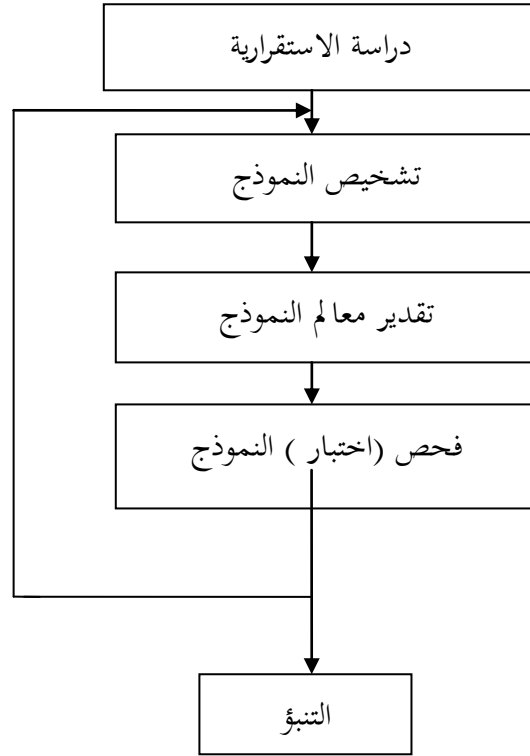 دراسة الاستقرارية
تشخيص النموذج
تقدير معالم النموذج
فحص (اختبار ) النموذج
التنبؤ